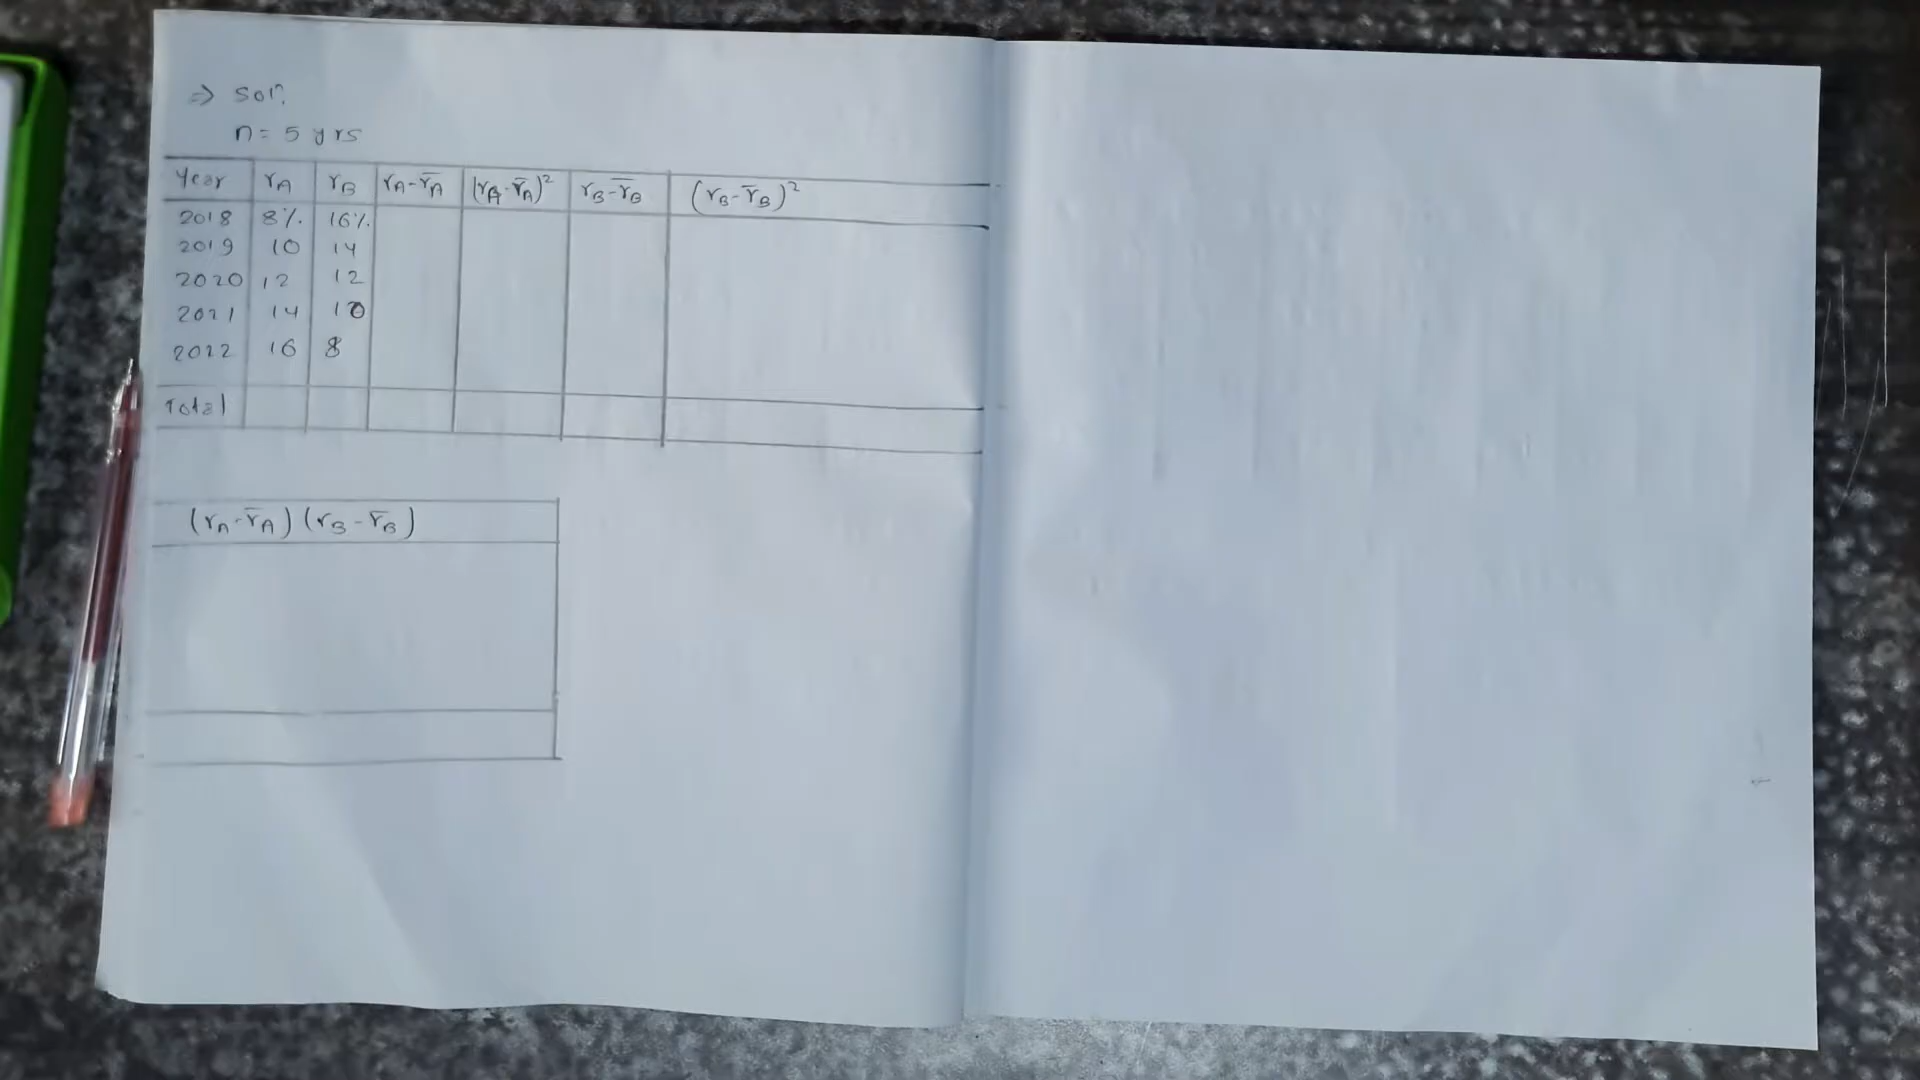 ⇒ Solⁿ.
n = 5 yrs
Year rA rB rA-r̄A (rA-r̄A)² rB-r̄B (rB-r̄B)²
2018 8% 16%
2019 10 14
2020 12 12
2021 14 10
2022 16 8
Total
(rA-r̄A) (rB-r̄B)